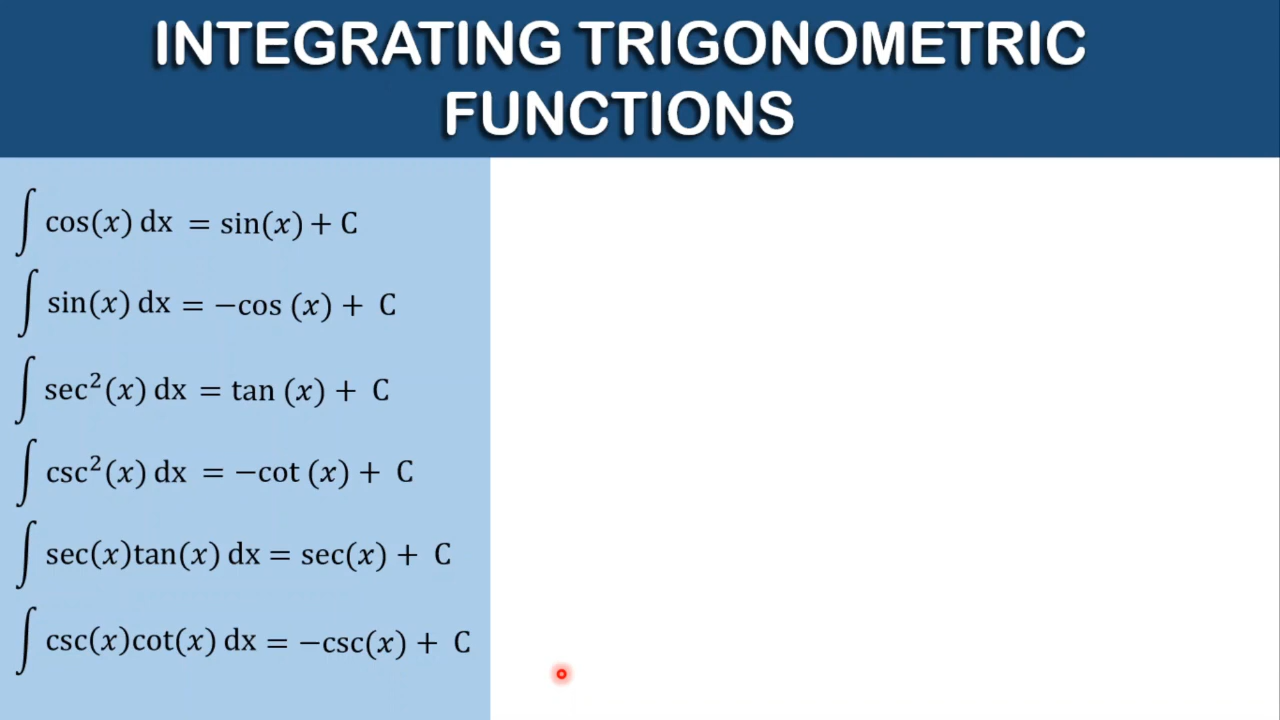 INTEGRATING TRIGONOMETRIC
FUNCTIONS
∫ cos(x) dx = sin(x) + C
∫ sin(x) dx = −cos (x) + C
∫ sec²(x) dx = tan (x) + C
∫ csc²(x) dx = −cot (x) + C
∫ sec(x)tan(x) dx = sec(x) + C
∫ csc(x)cot(x) dx = −csc(x) + C